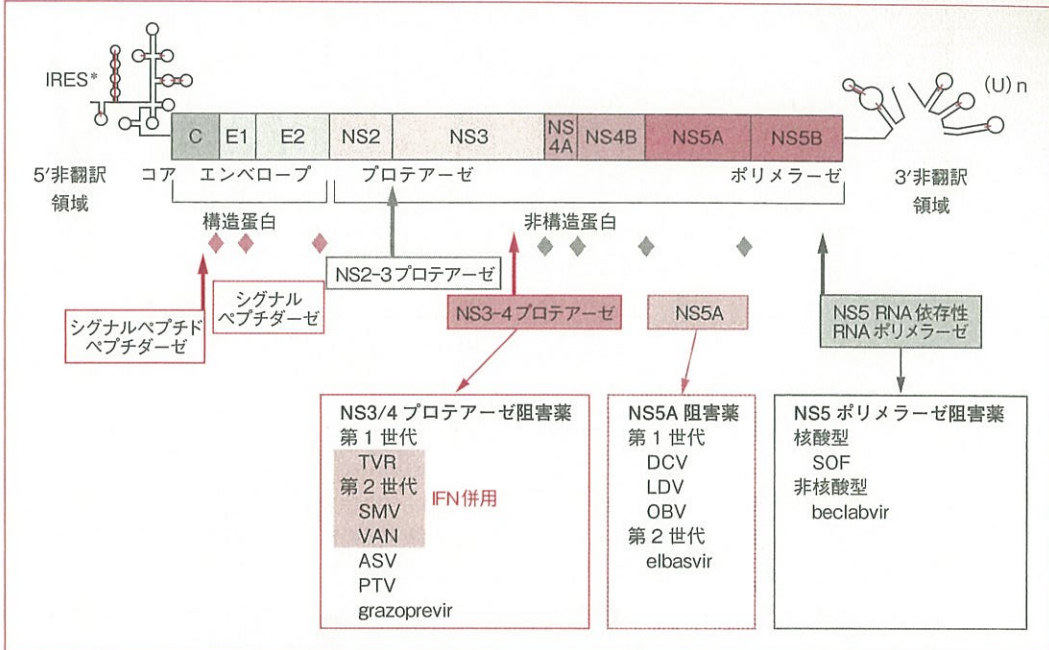 IRES*
(U)n
C E1 E2 NS2 NS3 NS4A NS4B NS5A NS5B
5′非翻訳領域
コア エンベロープ プロテアーゼ ポリメラーゼ
3′非翻訳領域
構造蛋白 非構造蛋白
NS2-3プロテアーゼ
シグナルペプチド
ペプチダーゼ
シグナル
ペプチダーゼ
NS3-4プロテアーゼ
NS5A
NS5 RNA依存性
RNAポリメラーゼ
NS3/4 プロテアーゼ阻害薬
第1世代
TVR
第2世代
IFN併用
SMV
VAN
ASV
PTV
grazoprevir
NS5A 阻害薬
第1世代
DCV
LDV
OBV
第2世代
elbasvir
NS5 ポリメラーゼ阻害薬
核酸型
SOF
非核酸型
beclabvir